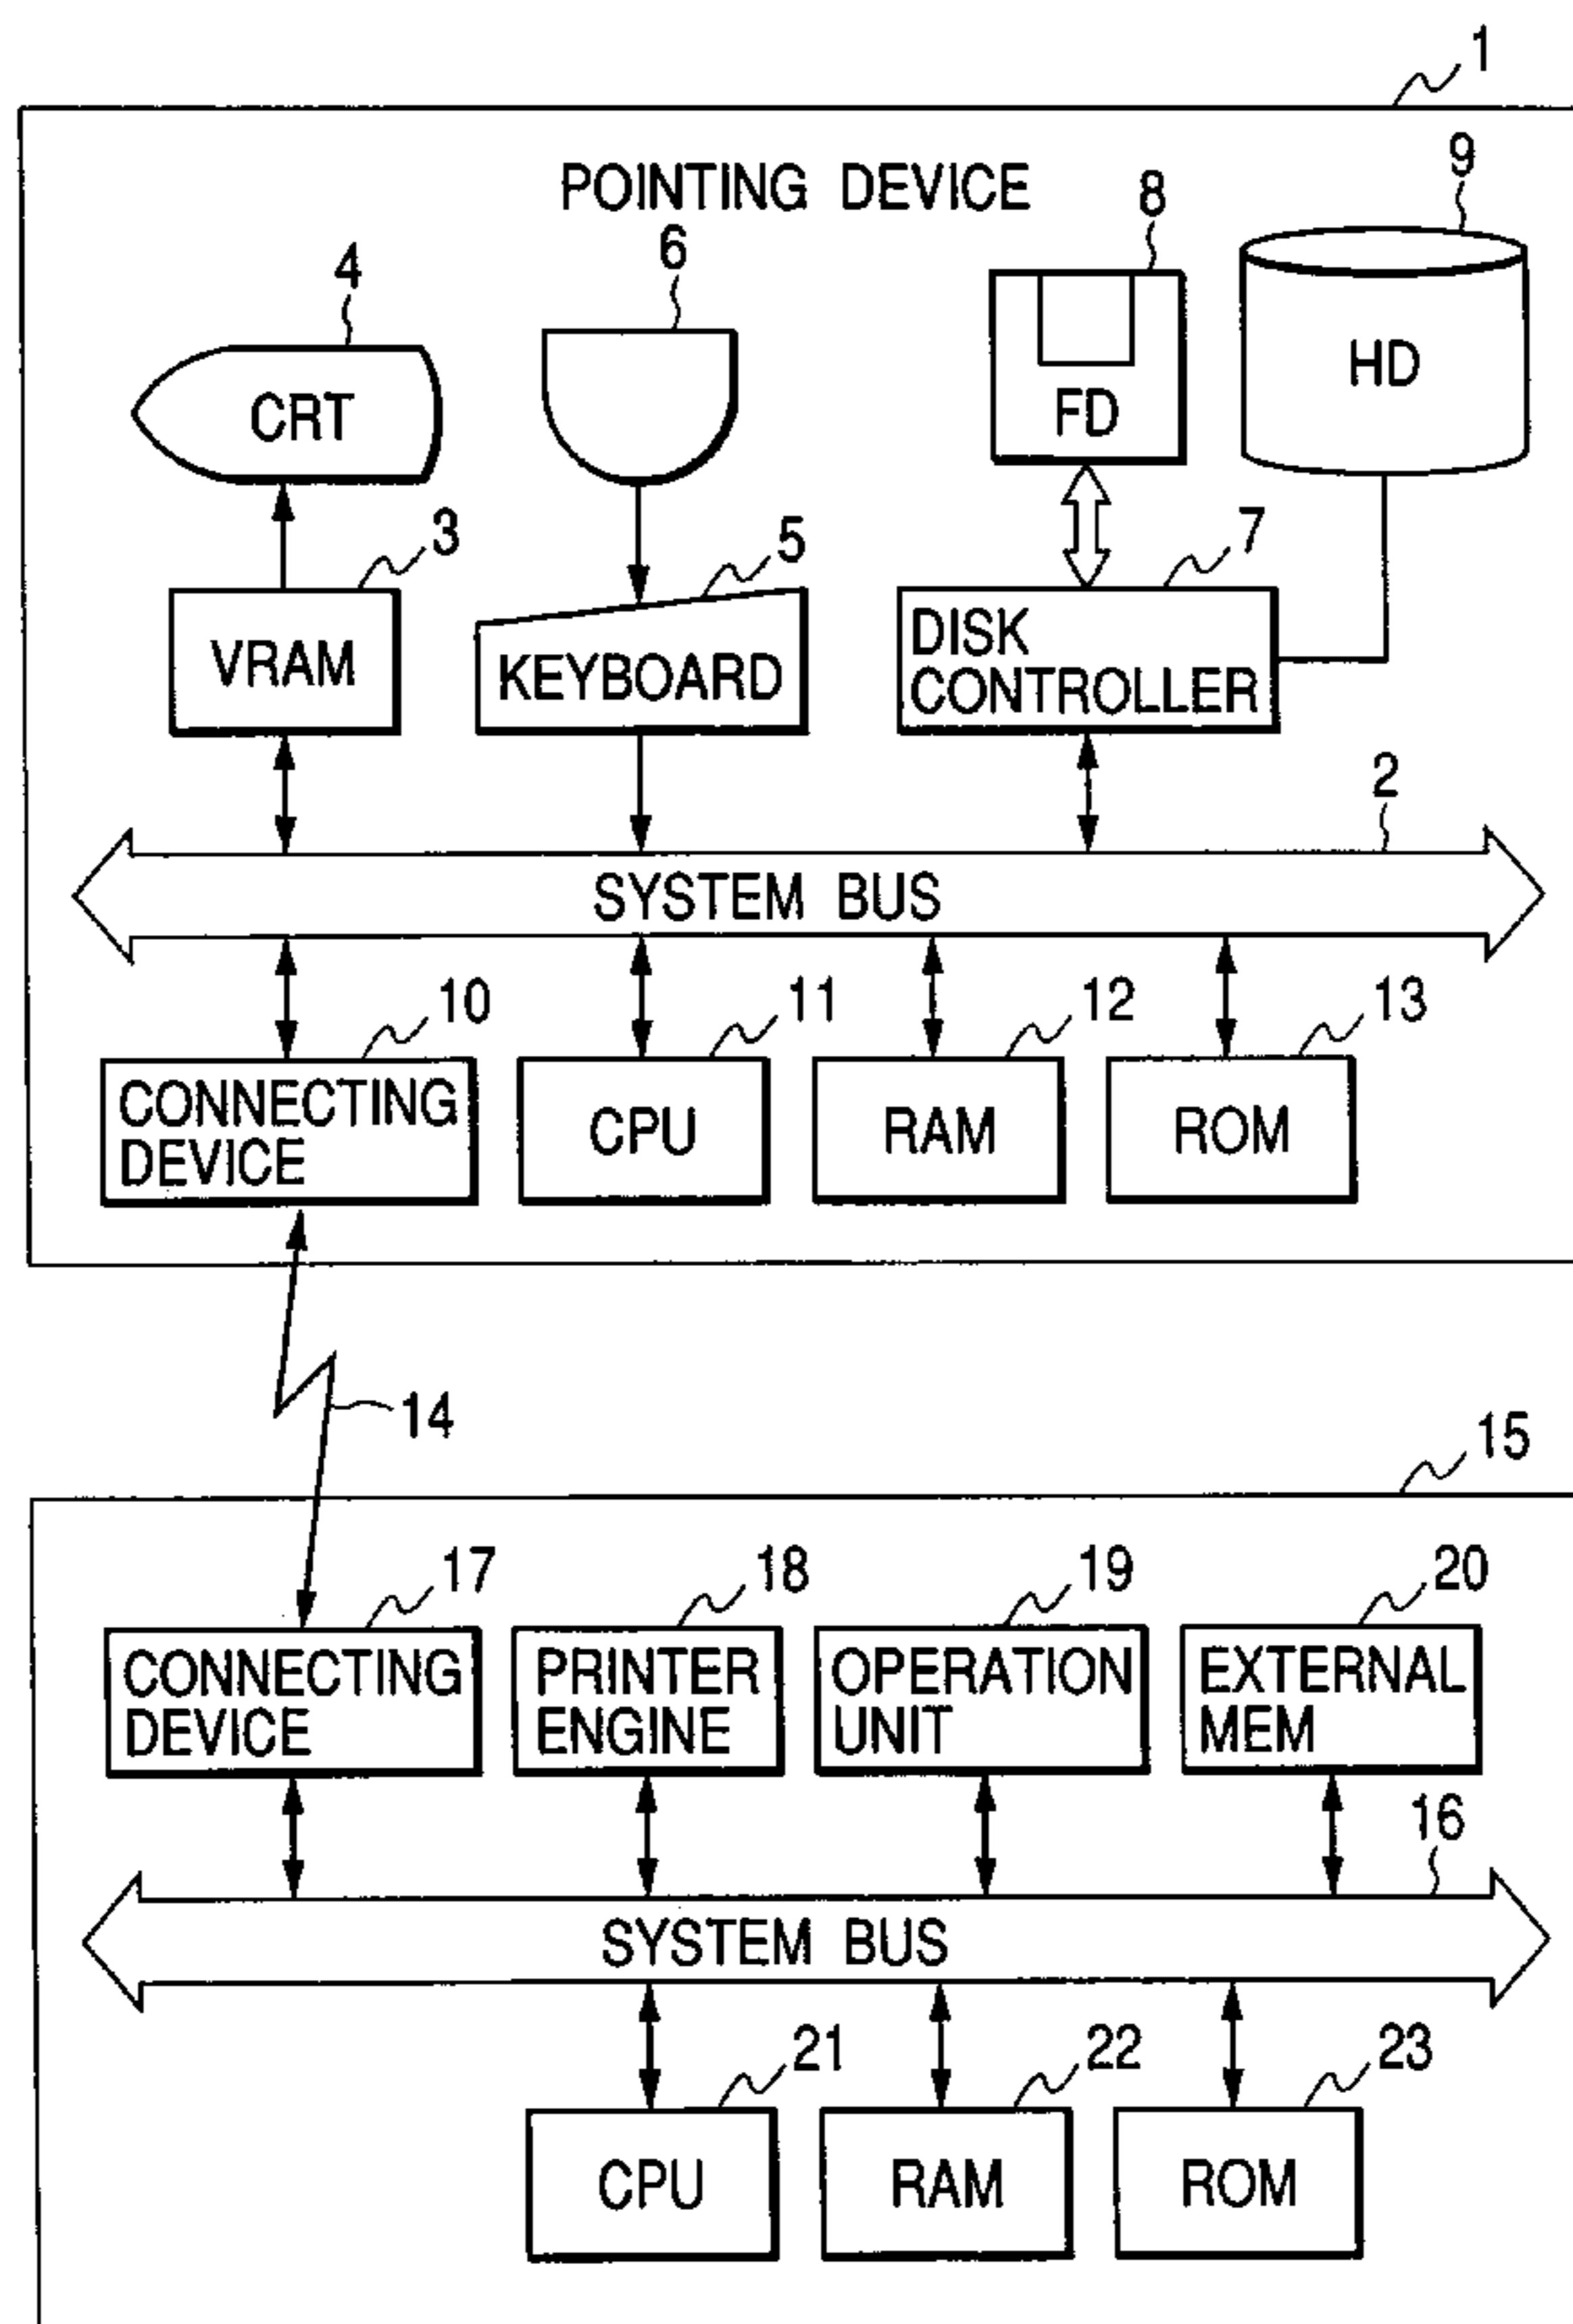 1
POINTING DEVICE
4
6
8
9
CRT
FD
HD
3
5
7
VRAM
KEYBOARD
DISK
CONTROLLER
2
SYSTEM BUS
10
11
12
13
CONNECTING
DEVICE
CPU
RAM
ROM
14
15
17
18
19
20
CONNECTING
DEVICE
PRINTER
ENGINE
OPERATION
UNIT
EXTERNAL
MEM
16
SYSTEM BUS
21
22
23
CPU
RAM
ROM